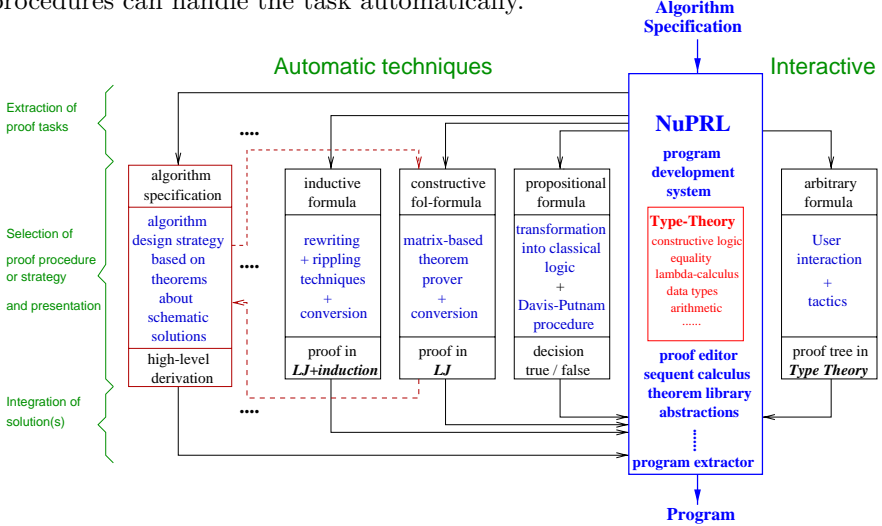 procedures can handle the task automatically.
Algorithm
Specification
Automatic techniques
Interactive
Extraction of
proof tasks
Selection of
proof procedure
or strategy
and presentation
Integration of
solution(s)
....
....
....
algorithm
specification
algorithm
design strategy
based on
theorems
about
schematic
solutions
high-level
derivation
inductive
formula
rewriting
+ rippling
techniques
+
conversion
proof in
LJ+induction
constructive
fol-formula
matrix-based
theorem
prover
+
conversion
proof in
LJ
propositional
formula
transformation
into classical
logic
+
Davis-Putnam
procedure
decision
true / false
NuPRL
program
development
system
Type-Theory
constructive logic
equality
lambda-calculus
data types
arithmetic
......
proof editor
sequent calculus
theorem library
abstractions
......
program extractor
arbitrary
formula
User
interaction
+
tactics
proof tree in
Type Theory
Program